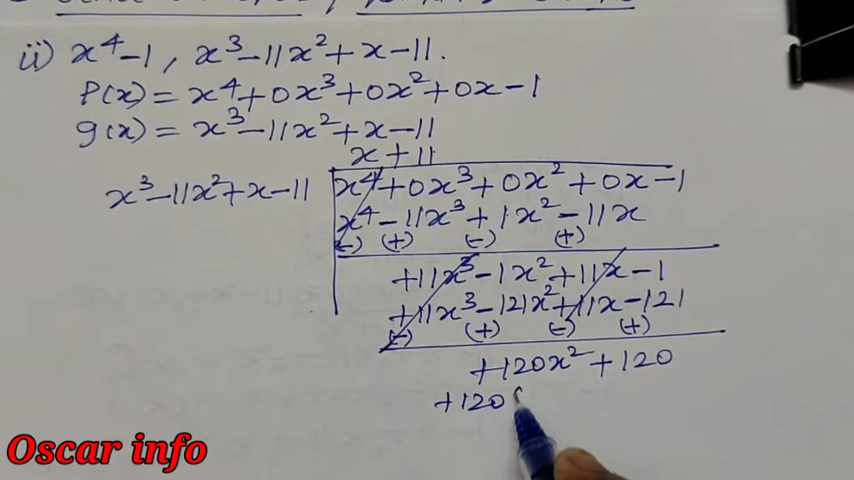 ii) x⁴-1, x³-11x²+x-11.
P(x) = x⁴+0x³+0x²+0x-1
g(x) = x³-11x²+x-11
x+11
x³-11x²+x-11 x⁴+0x³+0x²+0x-1
x⁴-11x³+1x²-11x
(-) (+) (-) (+)
+11x³-1x²+11x-1
+11x³-121x²+11x-121
(-) (+) (-) (+)
+120x²+120
+120
Oscar info